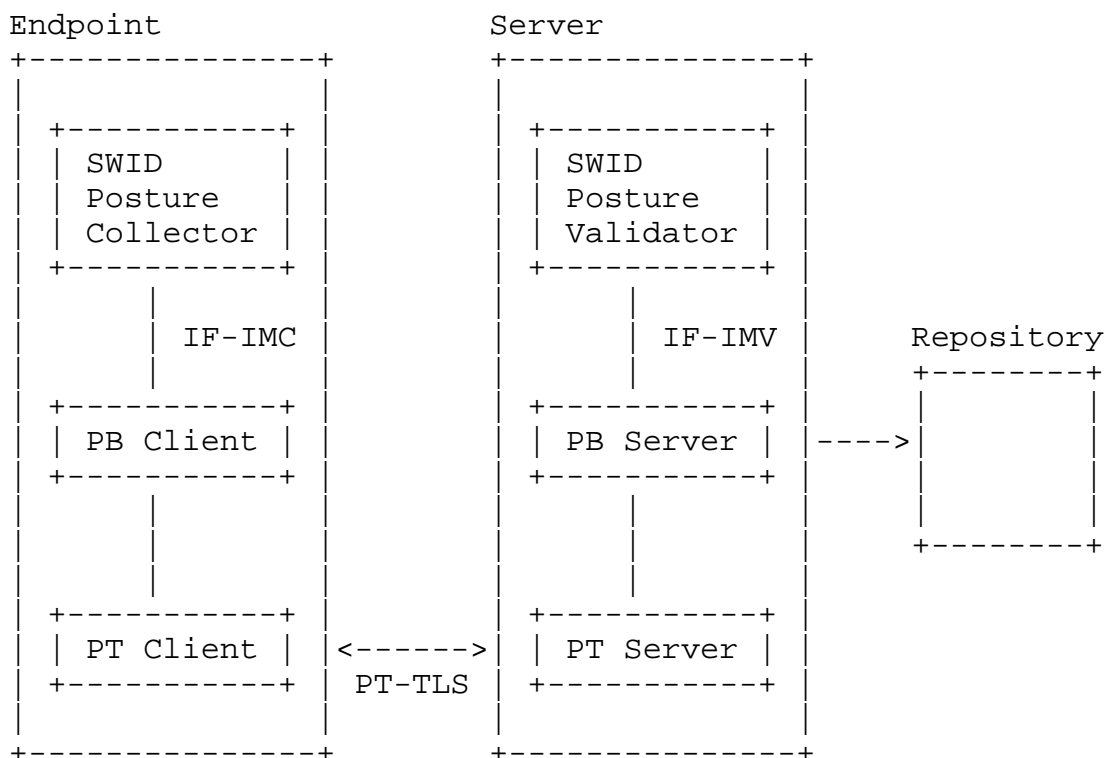 Endpoint Server
SWID SWID
Posture Posture
Collector Validator
IF-IMC IF-IMV Repository
PB Client PB Server
PT Client PT Server
PT-TLS